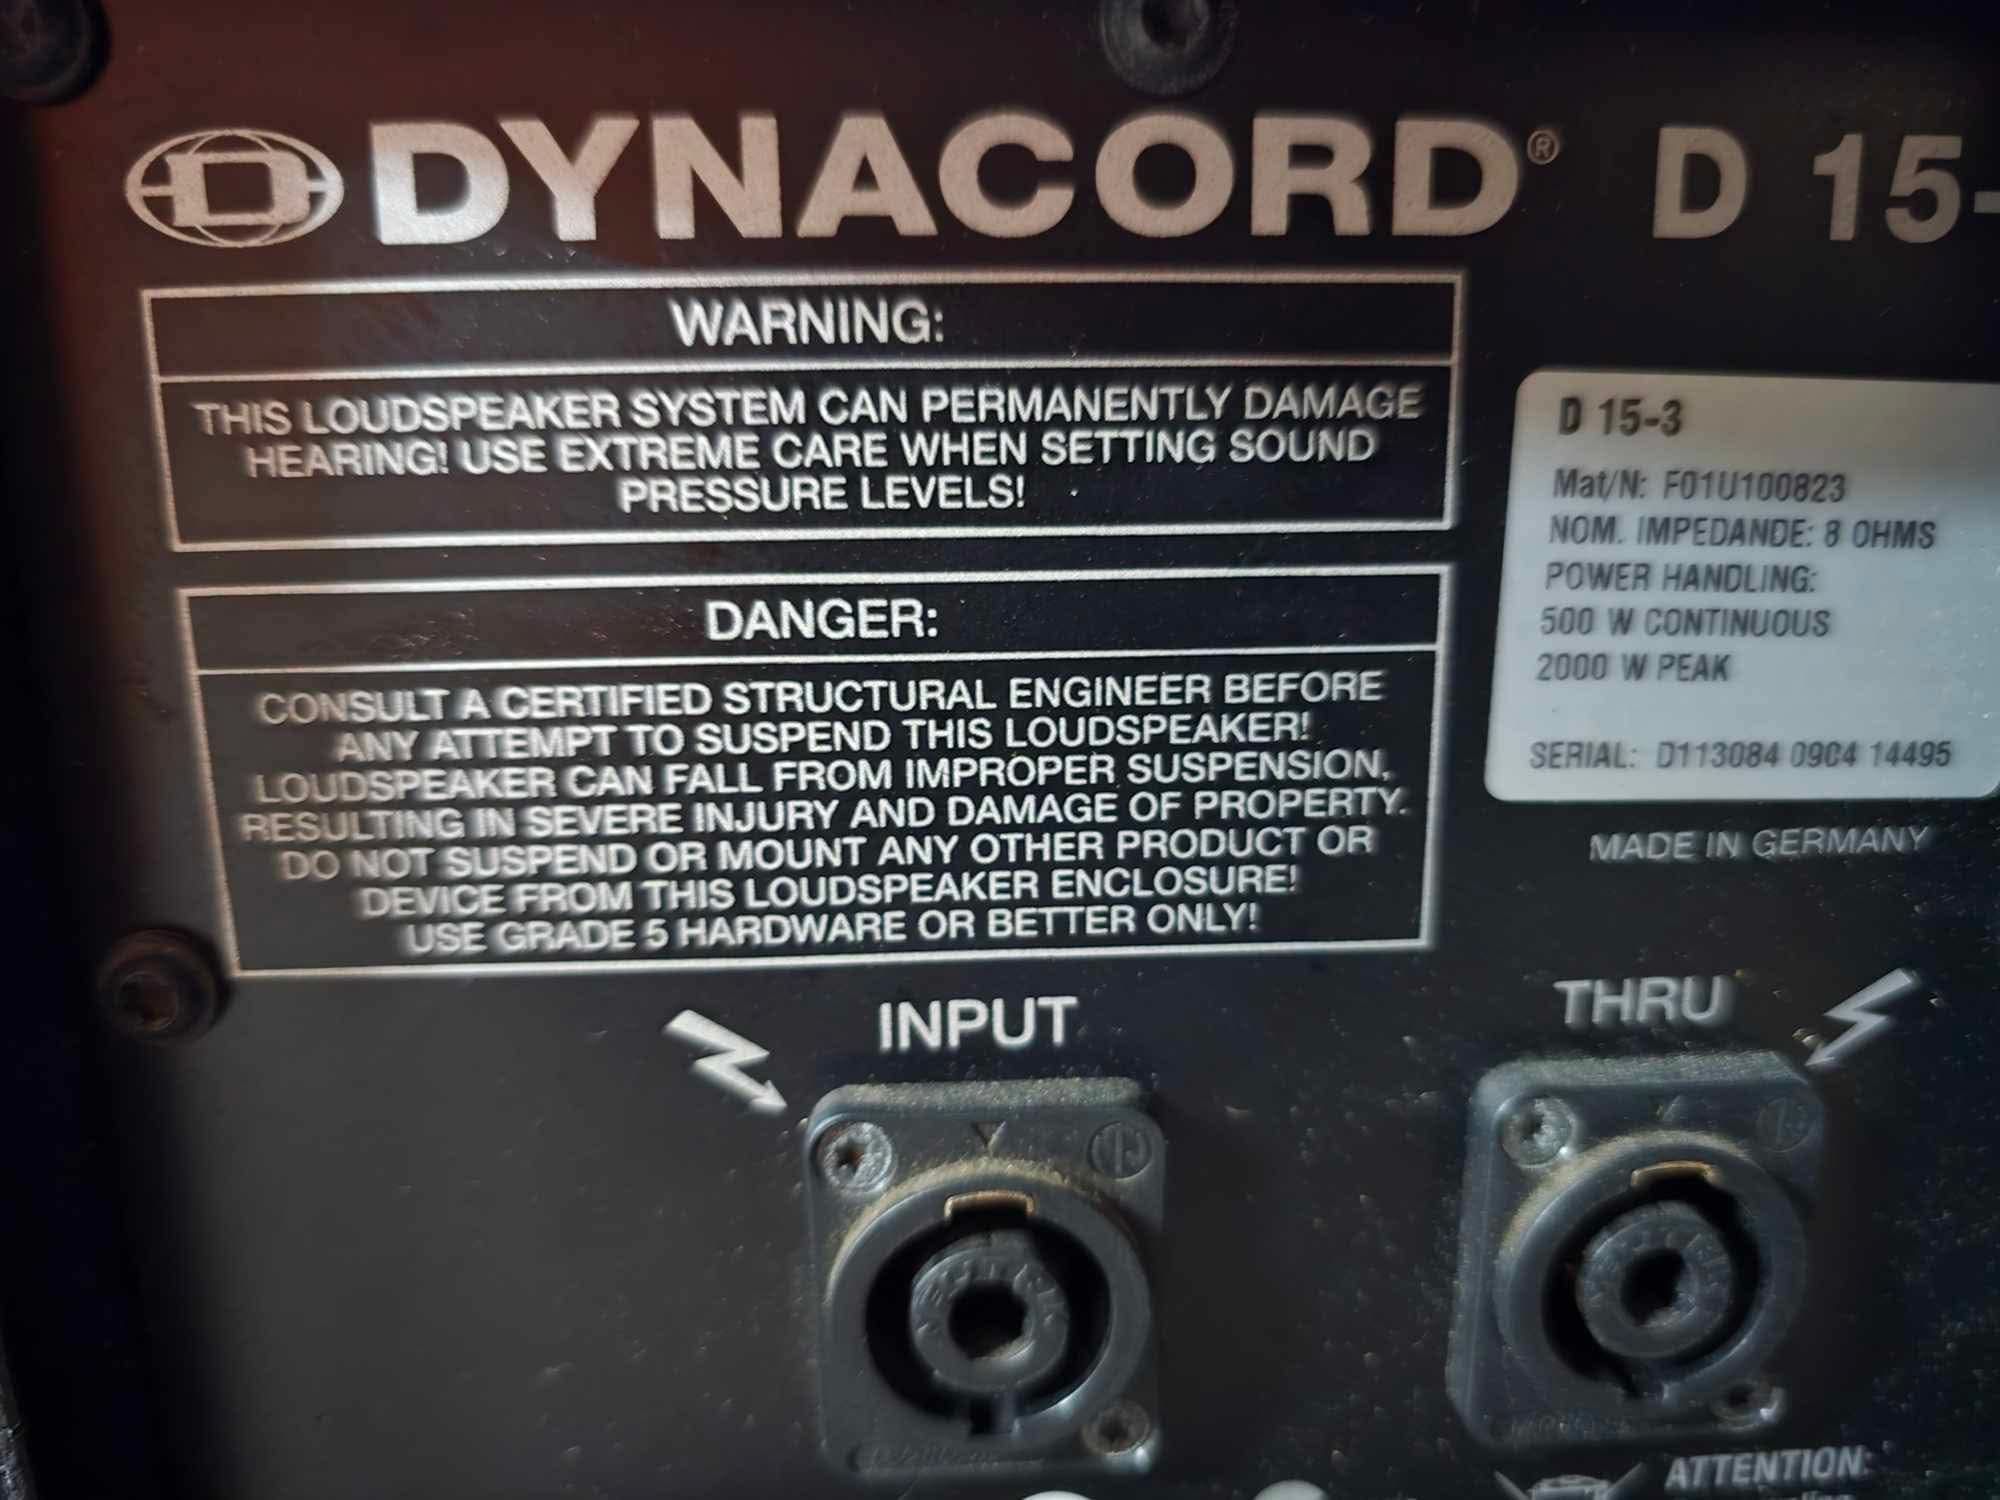 DYNACORD® D 15-
WARNING:
THIS LOUDSPEAKER SYSTEM CAN PERMANENTLY DAMAGE
HEARING! USE EXTREME CARE WHEN SETTING SOUND
PRESSURE LEVELS!
DANGER:
CONSULT A CERTIFIED STRUCTURAL ENGINEER BEFORE
ANY ATTEMPT TO SUSPEND THIS LOUDSPEAKER!
LOUDSPEAKER CAN FALL FROM IMPROPER SUSPENSION,
RESULTING IN SEVERE INJURY AND DAMAGE OF PROPERTY.
DO NOT SUSPEND OR MOUNT ANY OTHER PRODUCT OR
DEVICE FROM THIS LOUDSPEAKER ENCLOSURE!
USE GRADE 5 HARDWARE OR BETTER ONLY!
D 15-3
Mat/N: F01U100823
NOM. IMPEDANDE: 8 OHMS
POWER HANDLING:
500 W CONTINUOUS
2000 W PEAK
SERIAL: D113084 0904 14495
MADE IN GERMANY
INPUT
THRU
ATTENTION: